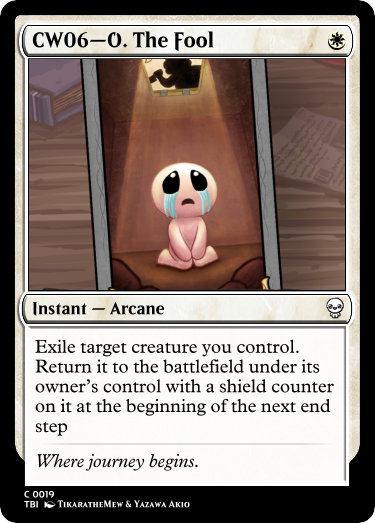 CW06—0. The Fool
Instant — Arcane
Exile target creature you control.
Return it to the battlefield under its
owner's control with a shield counter
on it at the beginning of the next end
step
Where journey begins.
C 0019
TBI TikaratheMew & Yazawa Akio